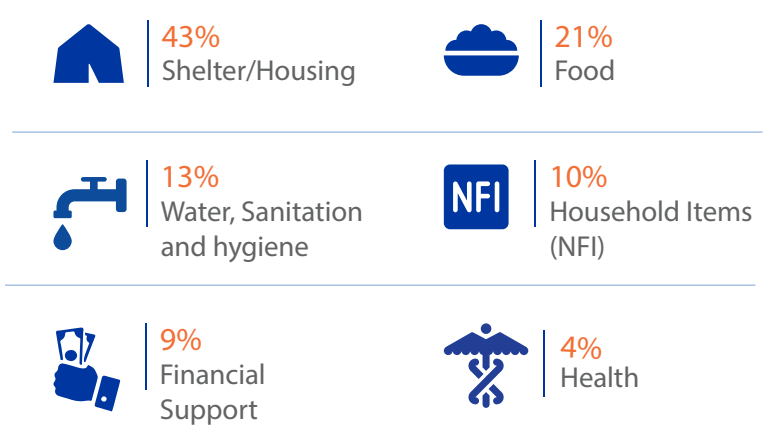 43%
Shelter/Housing
21%
Food
13%
Water, Sanitation
and hygiene
NFI
10%
Household Items
(NFI)
9%
Financial
Support
4%
Health